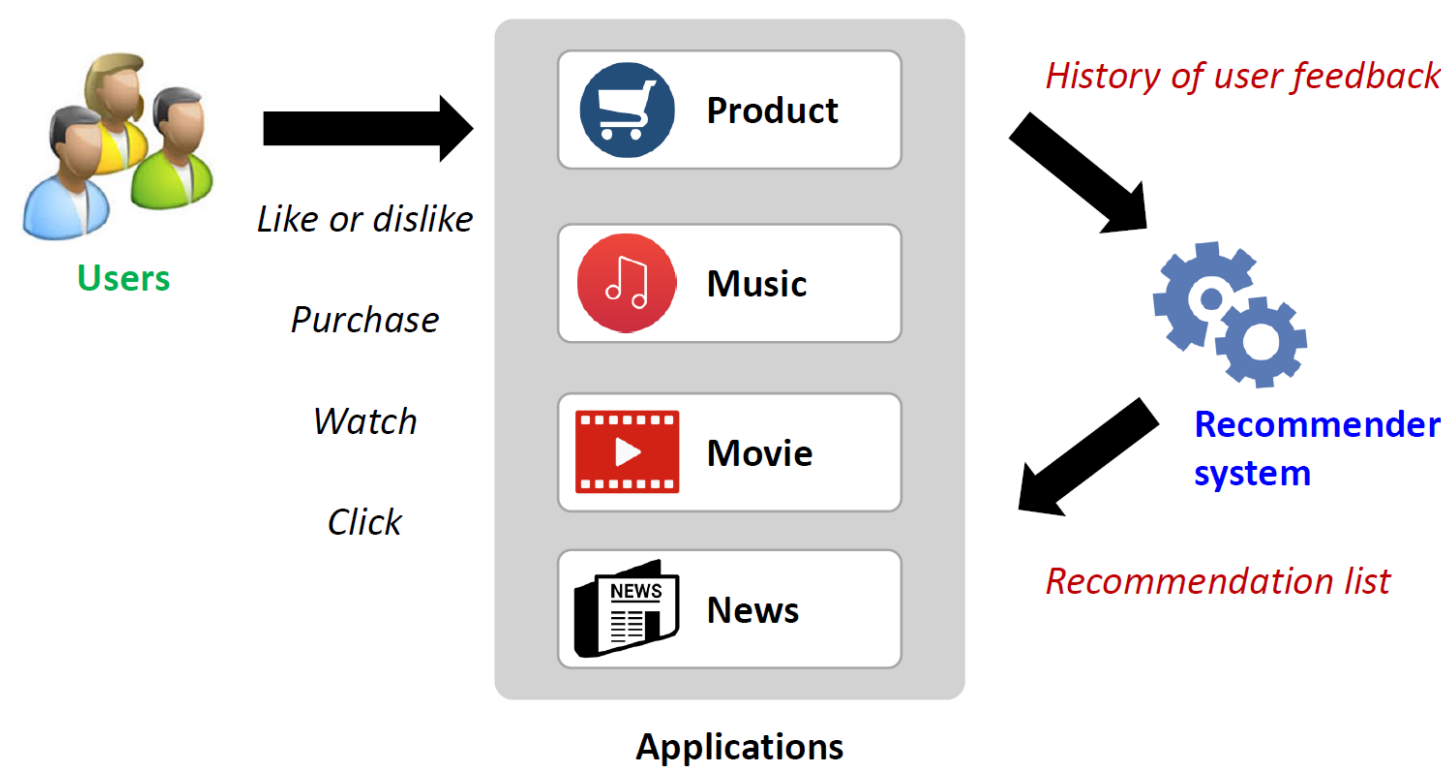 Users
Like or dislike
Purchase
Watch
Click
Product
Music
Movie
NEWS
News
Applications
History of user feedback
Recommender
system
Recommendation list